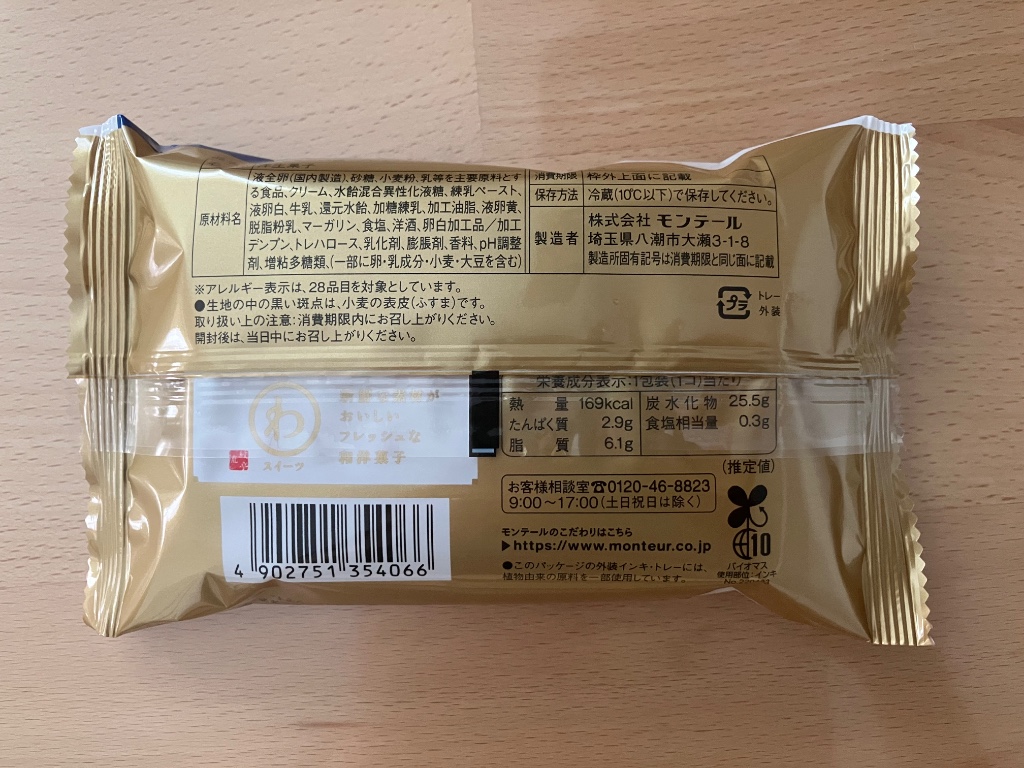 原材料名
液全卵(国内製造)、砂糖、小麦粉、乳等を主要原料とす
る食品、クリーム、水飴混合異性化液糖、練乳ペースト、
液卵白、牛乳、還元水飴、加糖練乳、加工油脂、液卵黄、
脱脂粉乳、マーガリン、食塩、洋酒、卵白加工品／加工
デンプン、トレハロース、乳化剤、膨脹剤、香料、pH調整
剤、増粘多糖類、(一部に卵・乳成分・小麦・大豆を含む)
消費期限 枠外上面に記載
保存方法 冷蔵(10℃以下)で保存してください。
製造者
株式会社 モンテール
埼玉県八潮市大瀬3-1-8
製造所固有記号は消費期限と同じ面に記載
※アレルギー表示は、28品目を対象としています。
●生地の中の黒い斑点は、小麦の表皮(ふすま)です。
取り扱い上の注意:消費期限内にお召し上がりください。
開封後は、当日中にお召し上がりください。
プラ
トレー
外装
わ
スイーツ
おいしい
フレッシュな
和洋菓子
栄養成分表示:1包装(1コ)当たり
熱量 169kcal 炭水化物 25.5g
たんぱく質 2.9g 食塩相当量 0.3g
脂質 6.1g
(推定値)
お客様相談室☎0120-46-8823
9:00～17:00(土日祝日は除く)
モンテールのこだわりはこちら
▶https://www.monteur.co.jp
●このパッケージの外装インキ・トレーには、
植物由来の原料を一部使用しています。
10
バイオマス
使用部位:インキ
4 902751 354066